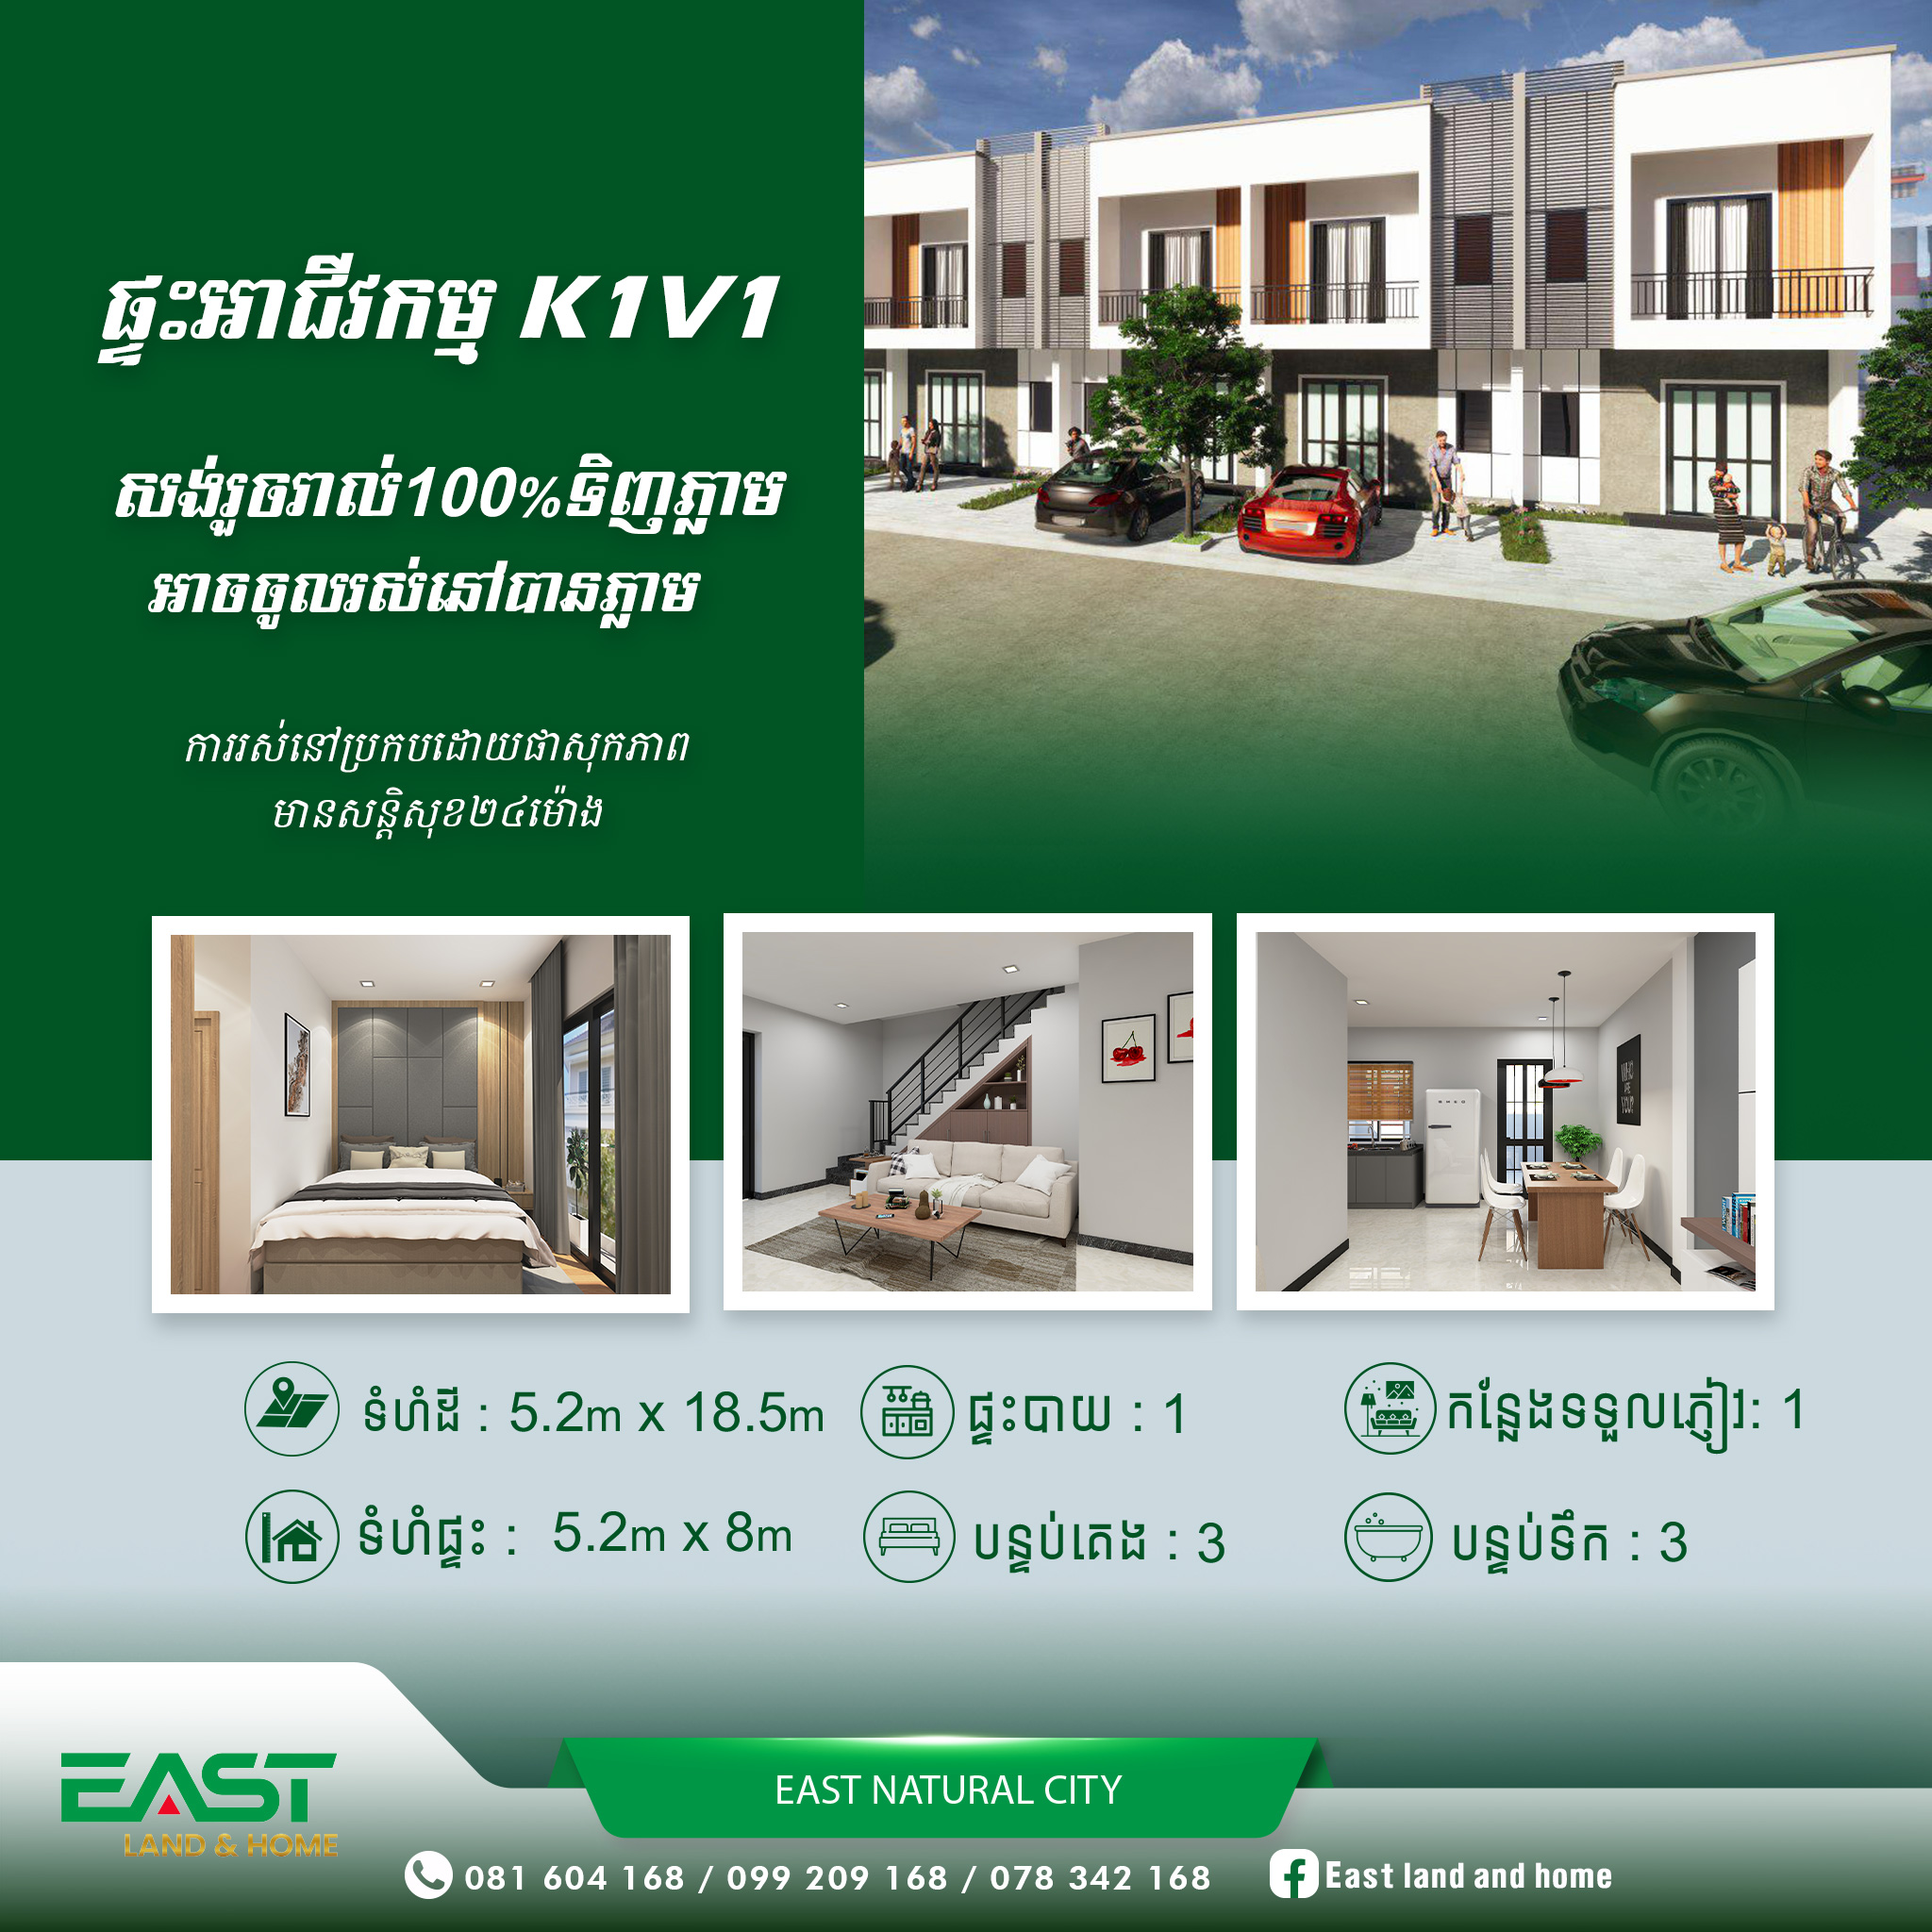 ផ្ទះអាជីវកម្ម K1V1
សង់រួចរាល់100%ទិញភ្លាម
អាចចូលរស់នៅបានភ្លាម
ការរស់នៅប្រកបដោយផាសុកភាព
មានសន្តិសុខ២៤ម៉ោង
WHO
ARE
YOU?
ទំហំដី : 5.2m x 18.5m
ផ្ទះបាយ : 1
កន្លែងទទួលភ្ញៀវ: 1
ទំហំផ្ទះ : 5.2m x 8m
បន្ទប់គេង : 3
បន្ទប់ទឹក : 3
EAST
LAND & HOME
EAST NATURAL CITY
081 604 168 / 099 209 168 / 078 342 168
East land and home